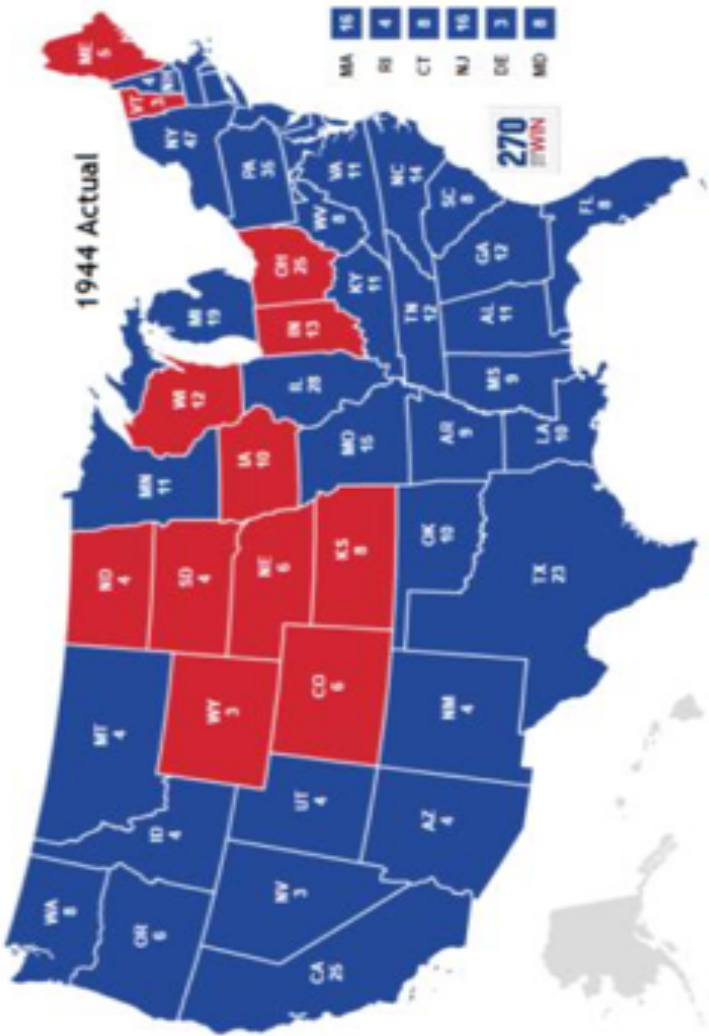 1944 Actual
WA
8
OR
6
CA
25
NV
3
ID
4
MT
4
WY
3
UT
4
AZ
4
CO
6
NM
4
ND
4
SD
4
NE
6
KS
8
OK
10
TX
23
MN
11
IA
10
MO
15
AR
9
LA
10
WI
12
IL
28
MI
19
IN
13
OH
25
KY
11
TN
12
MS
9
AL
11
GA
12
FL
8
SC
8
NC
14
VA
11
WV
8
PA
35
NY
47
VT
3
NH
4
ME
5
MA 16
RI 4
CT 8
NJ 16
DE 3
MD 8
270
TO WIN